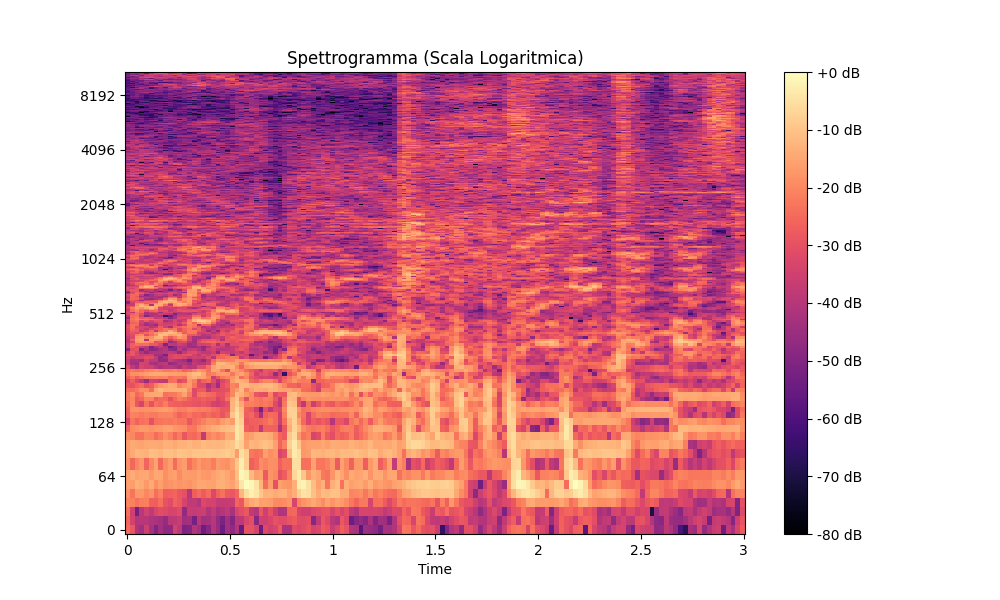 Spettrogramma (Scala Logaritmica)
Hz
8192
4096
2048
1024
512
256
128
64
0
0
0.5
1
1.5
2
2.5
3
Time
+0 dB
-10 dB
-20 dB
-30 dB
-40 dB
-50 dB
-60 dB
-70 dB
-80 dB